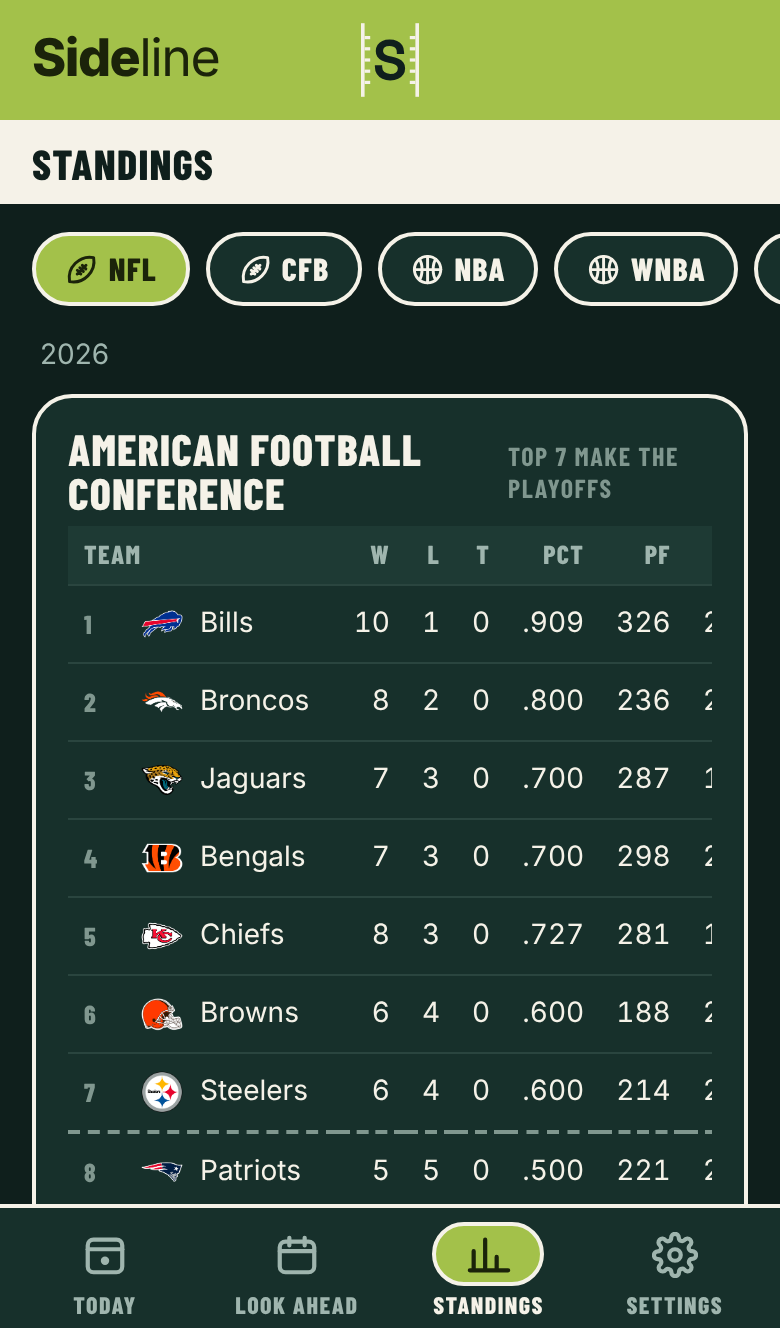 Sideline
S
STANDINGS
NFL CFB NBA WNBA
2026
AMERICAN FOOTBALL
CONFERENCE
TOP 7 MAKE THE
PLAYOFFS
TEAM W L T PCT PF
1 Bills 10 1 0 .909 326
2 Broncos 8 2 0 .800 236
3 Jaguars 7 3 0 .700 287
4 Bengals 7 3 0 .700 298
5 Chiefs 8 3 0 .727 281
6 Browns 6 4 0 .600 188
7 Steelers 6 4 0 .600 214
8 Patriots 5 5 0 .500 221
TODAY LOOK AHEAD STANDINGS SETTINGS